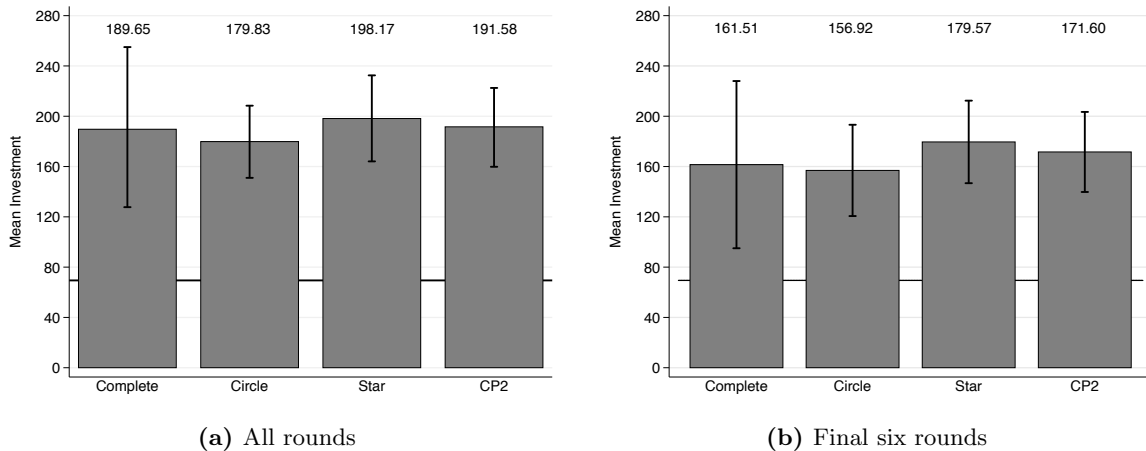 280
240
200
160
120
80
40
0
Mean Investment
189.65 179.83 198.17 191.58
Complete Circle Star CP2
(a) All rounds
280
240
200
160
120
80
40
0
Mean Investment
161.51 156.92 179.57 171.60
Complete Circle Star CP2
(b) Final six rounds